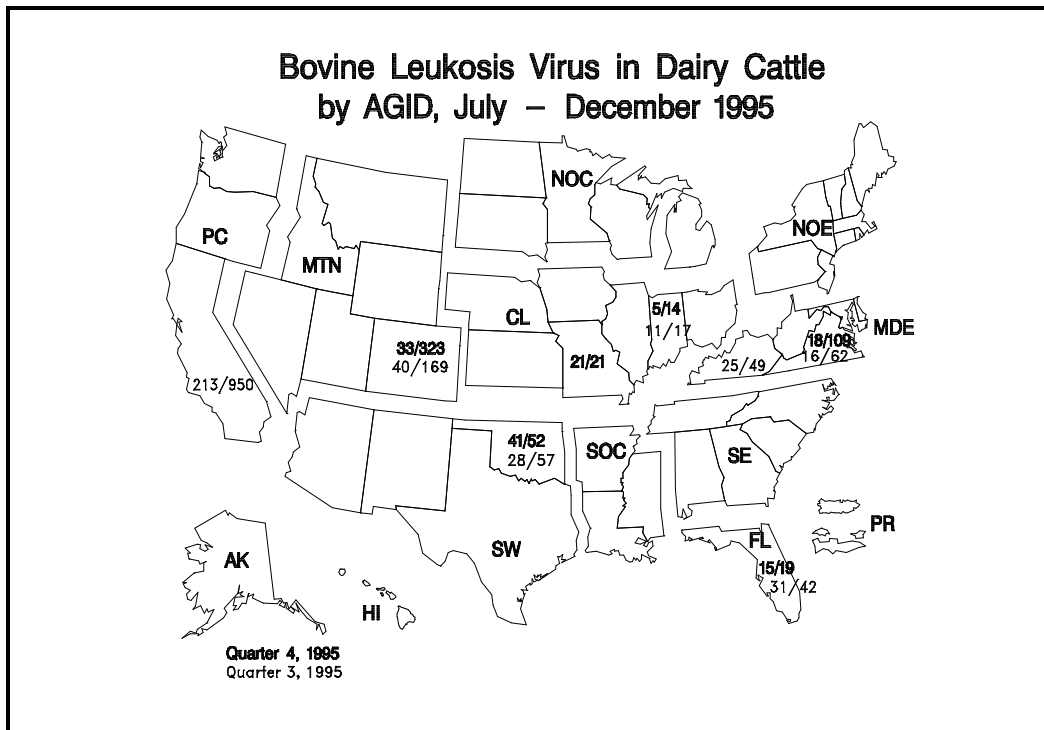 Bovine Leukosis Virus in Dairy Cattle
by AGID, July – December 1995
NOC
NOE
PC
MTN
CL
5/14
11/17
MDE
18/109
16/62
33/323
40/169
21/21
25/49
213/950
41/52
28/57
SOC
SE
PR
FL
SW
AK
15/19
31/42
HI
Quarter 4, 1995
Quarter 3, 1995